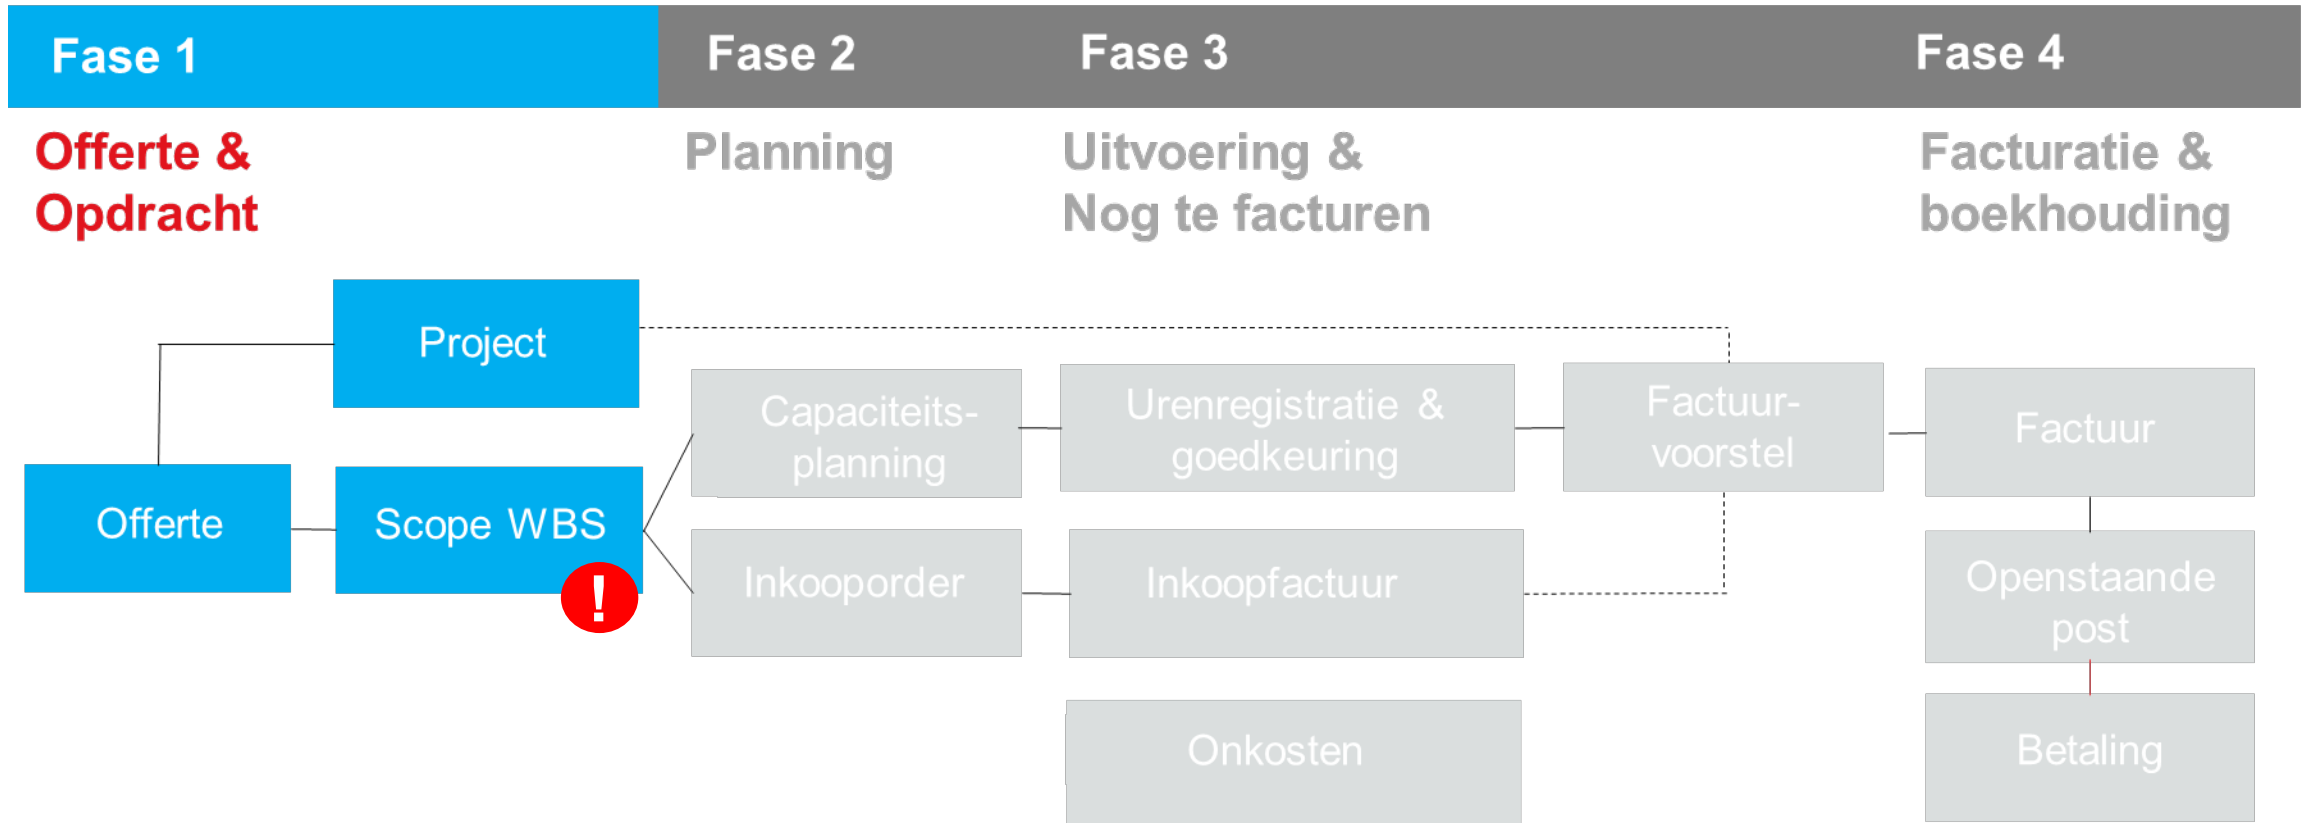 Fase 1
Fase 2
Fase 3
Fase 4
Offerte &
Opdracht
Planning
Uitvoering &
Nog te facturen
Facturatie &
boekhouding
Project
Offerte
Scope WBS
!
Capaciteits-
planning
Inkooporder
Urenregistratie &
goedkeuring
Inkoopfactuur
Onkosten
Factuur-
voorstel
Factuur
Openstaande
post
Betaling